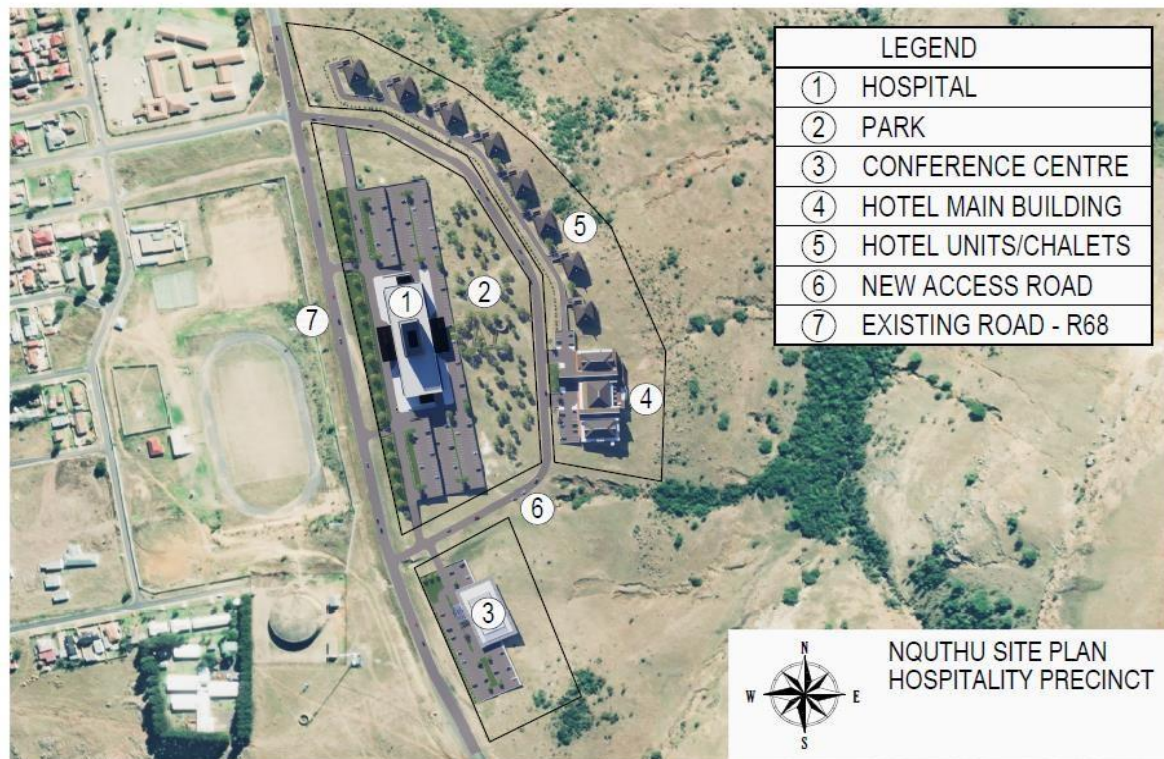 LEGEND
1 HOSPITAL
2 PARK
3 CONFERENCE CENTRE
4 HOTEL MAIN BUILDING
5 HOTEL UNITS/CHALETS
6 NEW ACCESS ROAD
7 EXISTING ROAD - R68
5
1
2
7
4
6
3
N
W E
S
NQUTHU SITE PLAN
HOSPITALITY PRECINCT